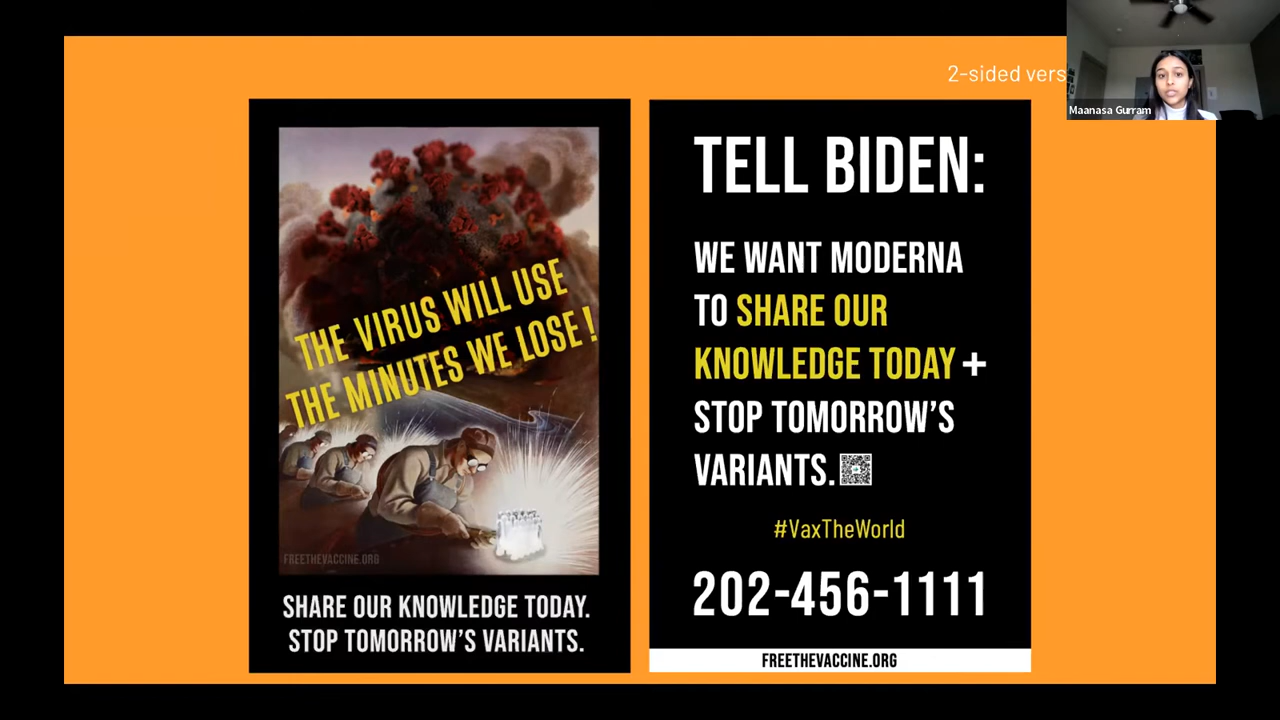 2-sided vers
Maanasa Gurram
THE VIRUS WILL USE
THE MINUTES WE LOSE!
FREETHEVACCINE.ORG
SHARE OUR KNOWLEDGE TODAY.
STOP TOMORROW'S VARIANTS.
TELL BIDEN:
WE WANT MODERNA
TO SHARE OUR
KNOWLEDGE TODAY +
STOP TOMORROW'S
VARIANTS.
#VaxTheWorld
202-456-1111
FREETHEVACCINE.ORG